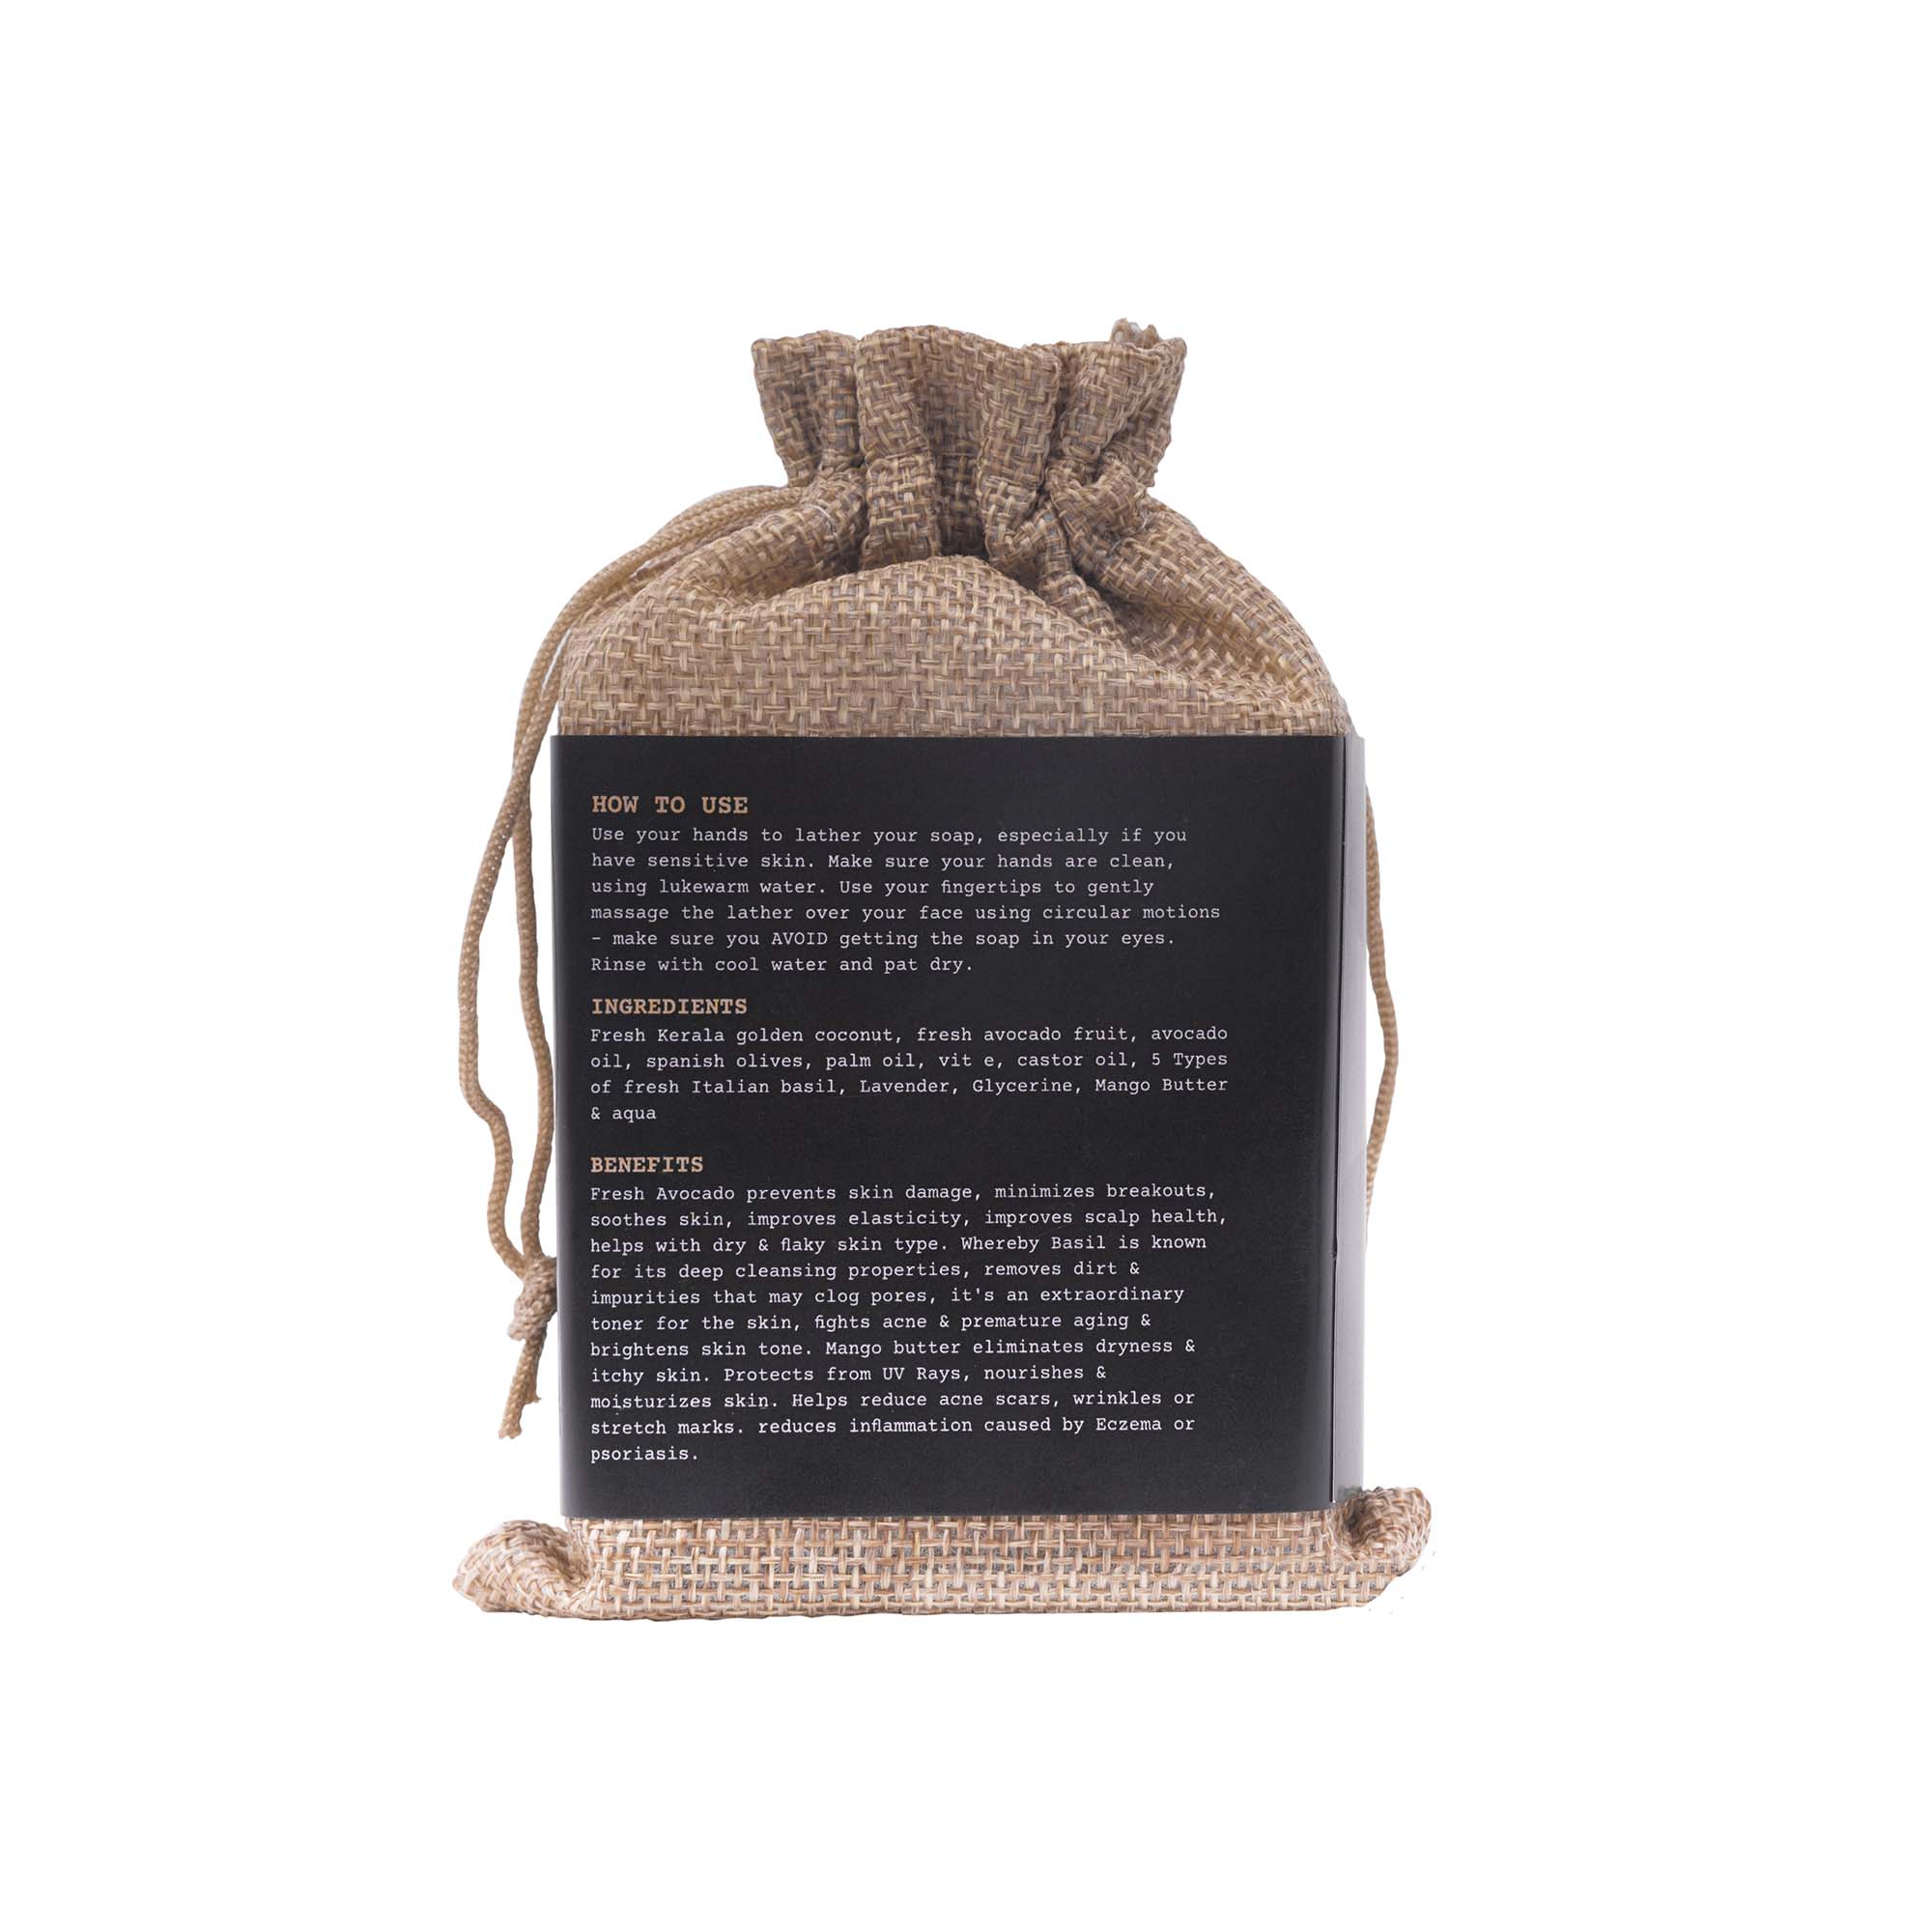 HOW TO USE
Use your hands to lather your soap, especially if you
have sensitive skin. Make sure your hands are clean,
using lukewarm water. Use your fingertips to gently
massage the lather over your face using circular motions
- make sure you AVOID getting the soap in your eyes.
Rinse with cool water and pat dry.
INGREDIENTS
Fresh Kerala golden coconut, fresh avocado fruit, avocado
oil, spanish olives, palm oil, vit e, castor oil, 5 Types
of fresh Italian basil, Lavender, Glycerine, Mango Butter
& aqua
BENEFITS
Fresh Avocado prevents skin damage, minimizes breakouts,
soothes skin, improves elasticity, improves scalp health,
helps with dry & flaky skin type. Whereby Basil is known
for its deep cleansing properties, removes dirt &
impurities that may clog pores, it's an extraordinary
toner for the skin, fights acne & premature aging &
brightens skin tone. Mango butter eliminates dryness &
itchy skin. Protects from UV Rays, nourishes &
moisturizes skin. Helps reduce acne scars, wrinkles or
stretch marks. reduces inflammation caused by Eczema or
psoriasis.